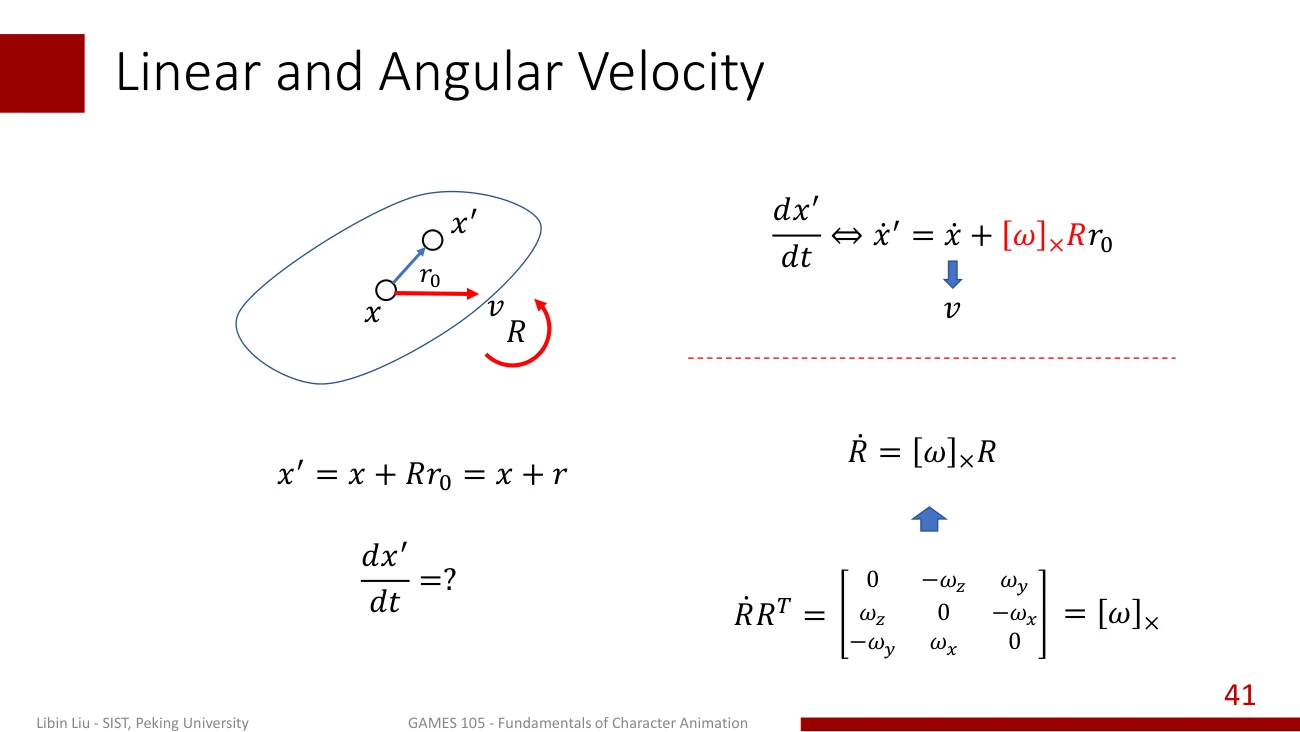 Linear and Angular Velocity
x′
r₀
x
v
R
x′ = x + Rr₀ = x + r
dx′/dt =?
dx′/dt ⇔ ẋ′ = ẋ + [ω]×Rr₀
v
Ṙ = [ω]×R
ṘRᵀ = [0 −ω_z ω_y; ω_z 0 −ω_x; −ω_y ω_x 0] = [ω]×
41
Libin Liu - SIST, Peking University
GAMES 105 - Fundamentals of Character Animation